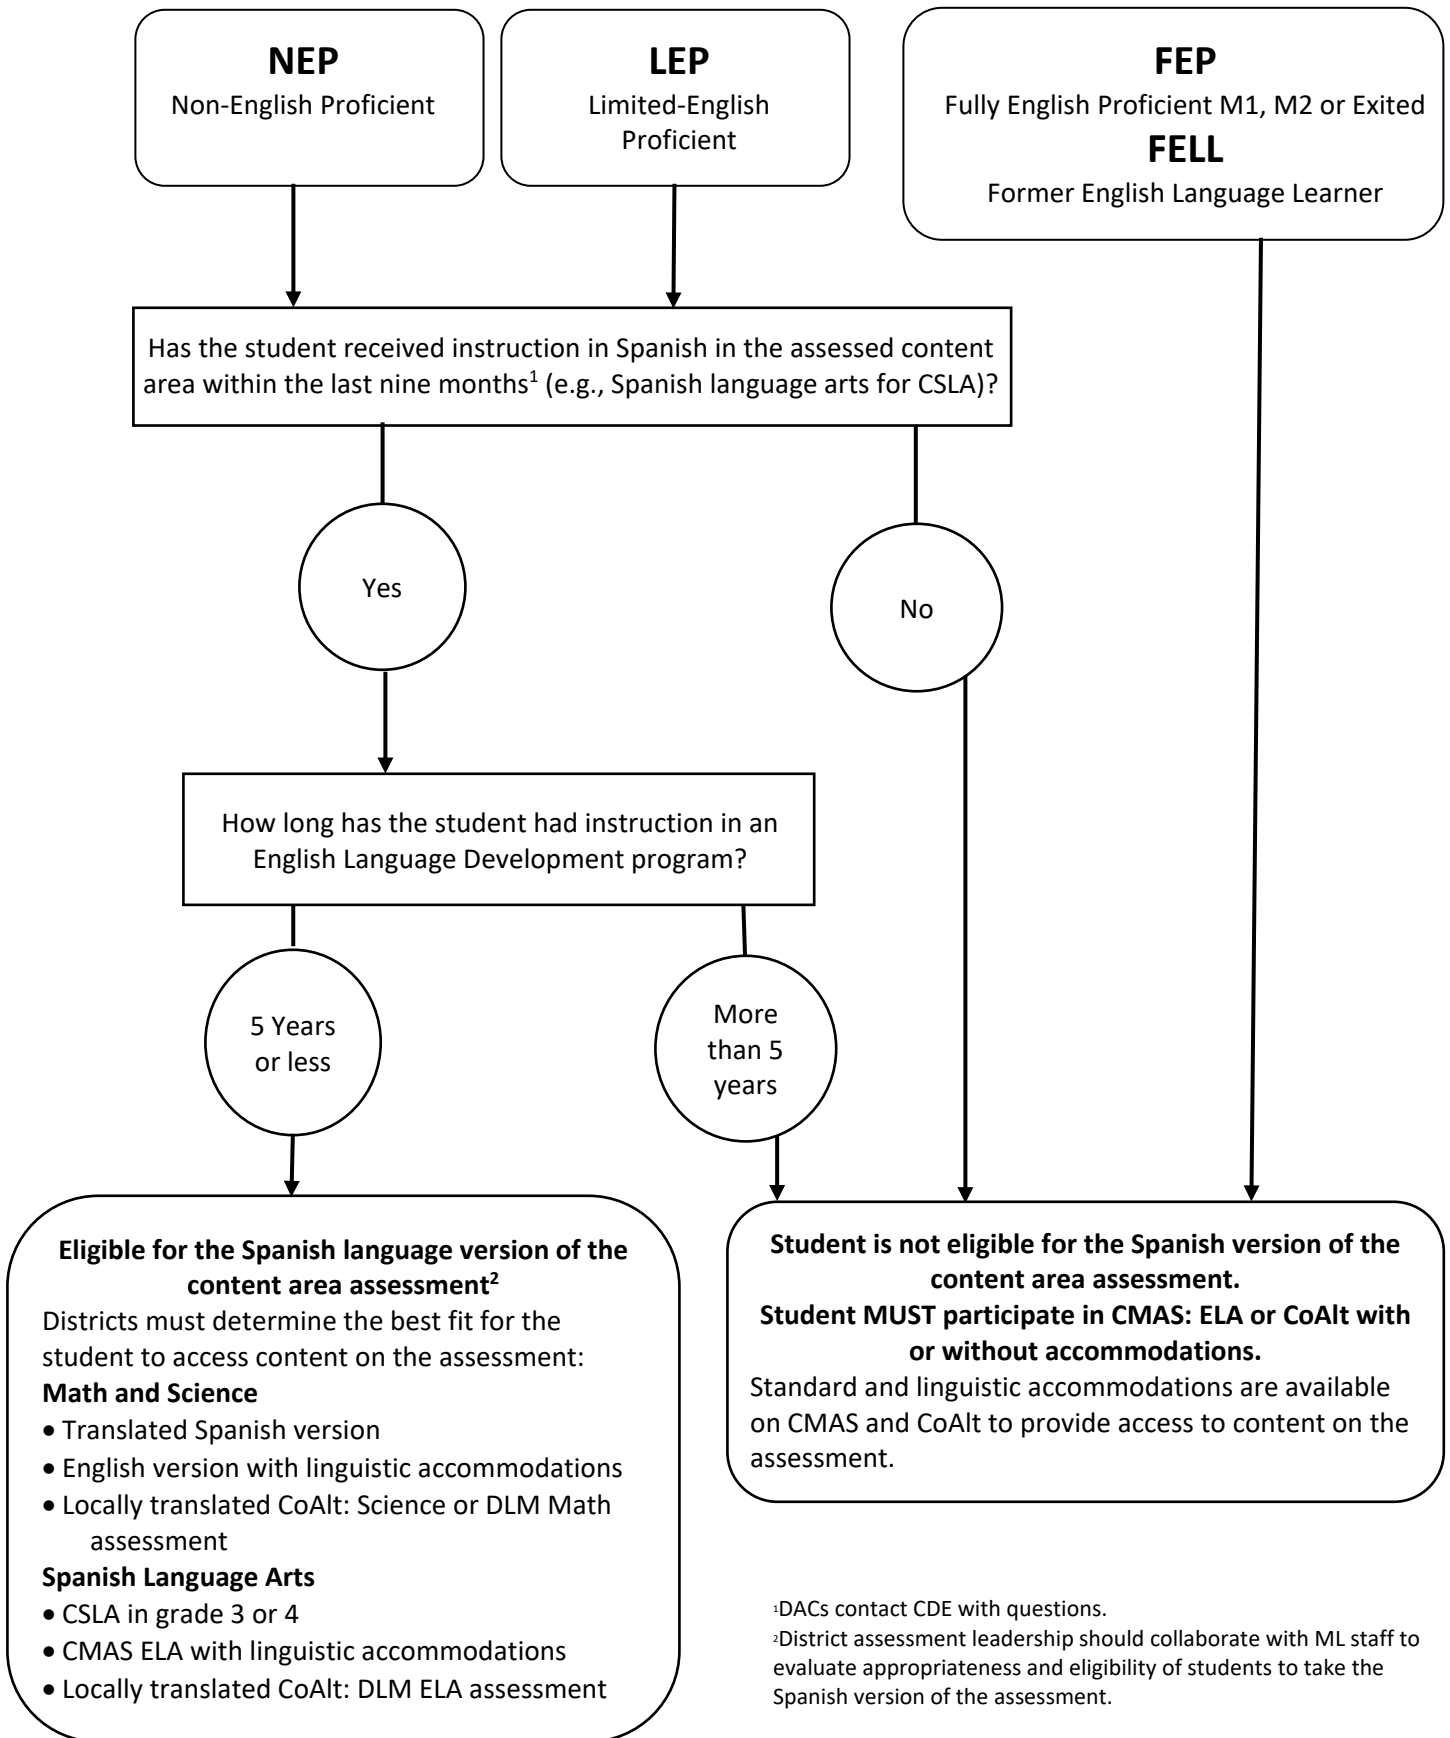 NEP
Non-English Proficient
LEP
Limited-English
Proficient
FEP
Fully English Proficient M1, M2 or Exited
FELL
Former English Language Learner
Has the student received instruction in Spanish in the assessed content
area within the last nine months¹ (e.g., Spanish language arts for CSLA)?
Yes
No
How long has the student had instruction in an
English Language Development program?
5 Years
or less
More
than 5
years
Eligible for the Spanish language version of the
content area assessment²
Districts must determine the best fit for the
student to access content on the assessment:
Math and Science
• Translated Spanish version
• English version with linguistic accommodations
• Locally translated CoAlt: Science or DLM Math
assessment
Spanish Language Arts
• CSLA in grade 3 or 4
• CMAS ELA with linguistic accommodations
• Locally translated CoAlt: DLM ELA assessment
Student is not eligible for the Spanish version of the
content area assessment.
Student MUST participate in CMAS: ELA or CoAlt with
or without accommodations.
Standard and linguistic accommodations are available
on CMAS and CoAlt to provide access to content on the
assessment.
¹DACs contact CDE with questions.
²District assessment leadership should collaborate with ML staff to
evaluate appropriateness and eligibility of students to take the
Spanish version of the assessment.